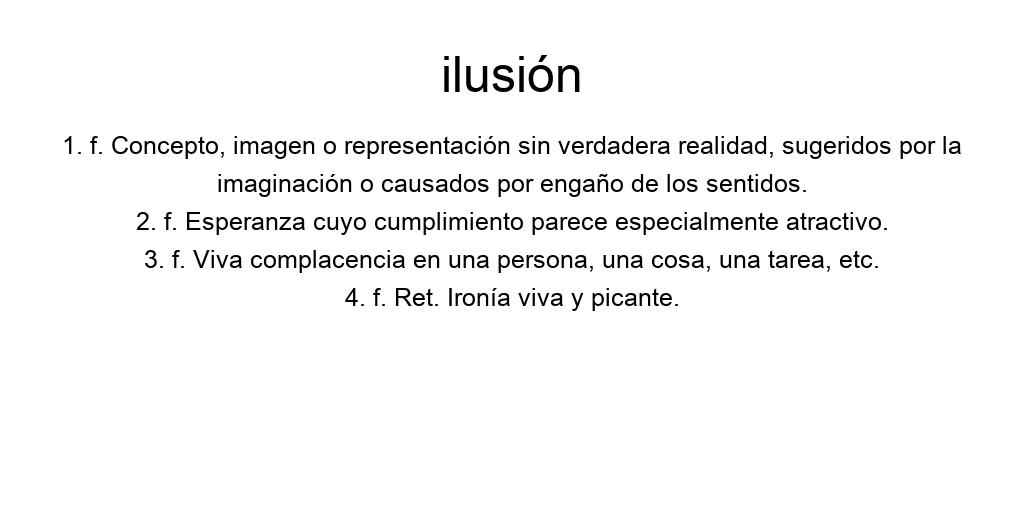 ilusión
1. f. Concepto, imagen o representación sin verdadera realidad, sugeridos por la
imaginación o causados por engaño de los sentidos.
2. f. Esperanza cuyo cumplimiento parece especialmente atractivo.
3. f. Viva complacencia en una persona, una cosa, una tarea, etc.
4. f. Ret. Ironía viva y picante.